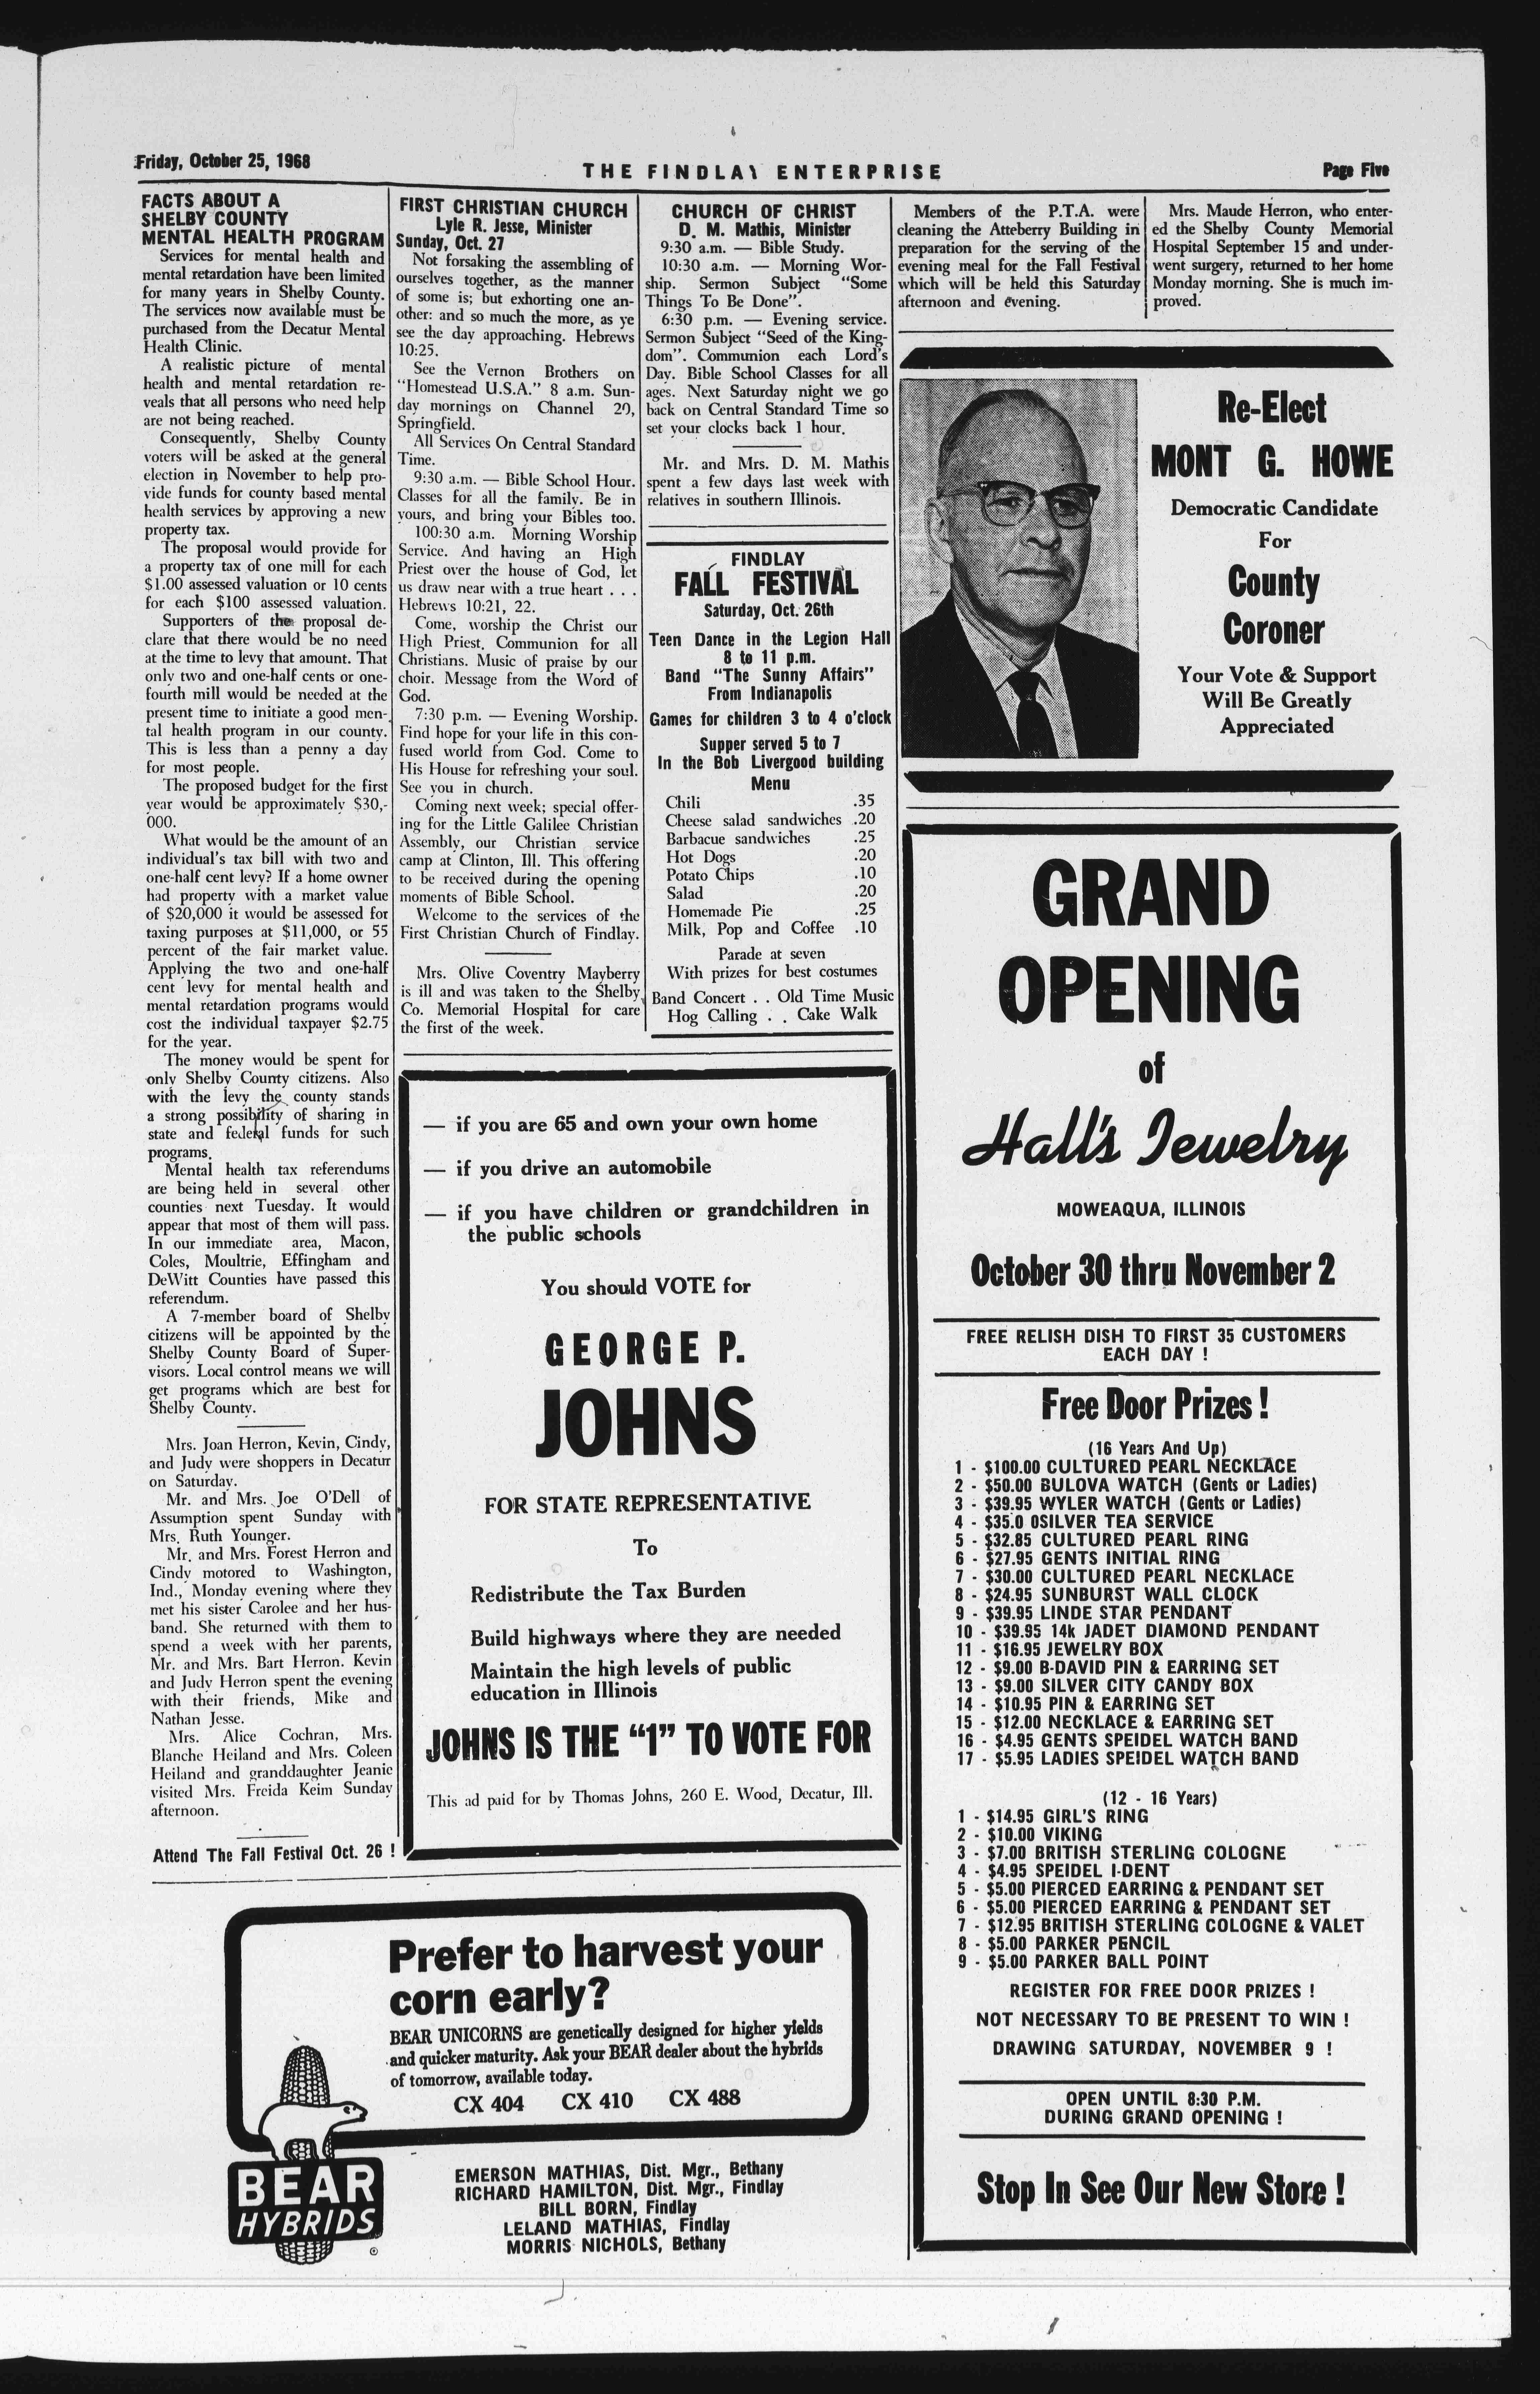 Friday, October 25, 1968
THE FINDLAY ENTERPRISE
Page Five
FACTS ABOUT A
SHELBY COUNTY
MENTAL HEALTH PROGRAM
Services for mental health and
mental retardation have been limited
for many years in Shelby County.
The services now available must be
purchased from the Decatur Mental
Health Clinic.
A realistic picture of mental
health and mental retardation re-
veals that all persons who need help
are not being reached.
Consequently, Shelby County
voters will be asked at the general
election in November to help pro-
vide funds for county based mental
health services by approving a new
property tax.
The proposal would provide for
a property tax of one mill for each
$1.00 assessed valuation or 10 cents
for each $100 assessed valuation.
Supporters of the proposal de-
clare that there would be no need
at the time to levy that amount. That
only two and one-half cents or one-
fourth mill would be needed at the
present time to initiate a good men-
tal health program in our county.
This is less than a penny a day
for most people.
The proposed budget for the first
year would be approximately $30,-
000.
What would be the amount of an
individual's tax bill with two and
one-half cent levy? If a home owner
had property with a market value
of $20,000 it would be assessed for
taxing purposes at $11,000, or 55
percent of the fair market value.
Applying the two and one-half
cent levy for mental health and
mental retardation programs would
cost the individual taxpayer $2.75
for the year.
The money would be spent for
only Shelby County citizens. Also
with the levy the county stands
a strong possibility of sharing in
state and federal funds for such
programs.
Mental health tax referendums
are being held in several other
counties next Tuesday. It would
appear that most of them will pass.
In our immediate area, Macon,
Coles, Moultrie, Effingham and
DeWitt Counties have passed this
referendum.
A 7-member board of Shelby
citizens will be appointed by the
Shelby County Board of Super-
visors. Local control means we will
get programs which are best for
Shelby County.
Mrs. Joan Herron, Kevin, Cindy,
and Judy were shoppers in Decatur
on Saturday.
Mr. and Mrs. Joe O'Dell of
Assumption spent Sunday with
Mrs. Ruth Younger.
Mr. and Mrs. Forest Herron and
Cindy motored to Washington,
Ind., Monday evening where they
met his sister Carolee and her hus-
band. She returned with them to
spend a week with her parents,
Mr. and Mrs. Bart Herron. Kevin
and Judy Herron spent the evening
with their friends, Mike and
Nathan Jesse.
Mrs. Alice Cochran, Mrs.
Blanche Heiland and Mrs. Coleen
Heiland and granddaughter Jeanie
visited Mrs. Freida Keim Sunday
afternoon.
Attend The Fall Festival Oct. 26 !
FIRST CHRISTIAN CHURCH
Lyle R. Jesse, Minister
Sunday, Oct. 27
Not forsaking the assembling of
ourselves together, as the manner
of some is; but exhorting one an-
other: and so much the more, as ye
see the day approaching. Hebrews
10:25.
See the Vernon Brothers on
"Homestead U.S.A." 8 a.m. Sun-
day mornings on Channel 20,
Springfield.
All Services On Central Standard
Time.
9:30 a.m. — Bible School Hour.
Classes for all the family. Be in
yours, and bring your Bibles too.
100:30 a.m. Morning Worship
Service. And having an High
Priest over the house of God, let
us draw near with a true heart . . .
Hebrews 10:21, 22.
Come, worship the Christ our
High Priest. Communion for all
Christians. Music of praise by our
choir. Message from the Word of
God.
7:30 p.m. — Evening Worship.
Find hope for your life in this con-
fused world from God. Come to
His House for refreshing your soul.
See you in church.
Coming next week; special offer-
ing for the Little Galilee Christian
Assembly, our Christian service
camp at Clinton, Ill. This offering
to be received during the opening
moments of Bible School.
Welcome to the services of the
First Christian Church of Findlay.
Mrs. Olive Coventry Mayberry
is ill and was taken to the Shelby
Co. Memorial Hospital for care
the first of the week.
CHURCH OF CHRIST
D. M. Mathis, Minister
9:30 a.m. — Bible Study.
10:30 a.m. — Morning Wor-
ship. Sermon Subject "Some
Things To Be Done".
6:30 p.m. — Evening service.
Sermon Subject "Seed of the King-
dom". Communion each Lord's
Day. Bible School Classes for all
ages. Next Saturday night we go
back on Central Standard Time so
set your clocks back 1 hour.
Mr. and Mrs. D. M. Mathis
spent a few days last week with
relatives in southern Illinois.
FINDLAY
FALL FESTIVAL
Saturday, Oct. 26th
Teen Dance in the Legion Hall
8 to 11 p.m.
Band "The Sunny Affairs"
From Indianapolis
Games for children 3 to 4 o'clock
Supper served 5 to 7
In the Bob Livergood building
Menu
Chili .35
Cheese salad sandwiches .20
Barbacue sandwiches .25
Hot Dogs .20
Potato Chips .10
Salad .20
Homemade Pie .25
Milk, Pop and Coffee .10
Parade at seven
With prizes for best costumes
Band Concert . . Old Time Music
Hog Calling . . Cake Walk
Members of the P.T.A. were
cleaning the Atteberry Building in
preparation for the serving of the
evening meal for the Fall Festival
which will be held this Saturday
afternoon and evening.
Mrs. Maude Herron, who enter-
ed the Shelby County Memorial
Hospital September 15 and under-
went surgery, returned to her home
Monday morning. She is much im-
proved.
Re-Elect
MONT G. HOWE
Democratic Candidate
For
County
Coroner
Your Vote & Support
Will Be Greatly
Appreciated
— if you are 65 and own your own home
— if you drive an automobile
— if you have children or grandchildren in
the public schools
You should VOTE for
GEORGE P.
JOHNS
FOR STATE REPRESENTATIVE
To
Redistribute the Tax Burden
Build highways where they are needed
Maintain the high levels of public
education in Illinois
JOHNS IS THE "1" TO VOTE FOR
This ad paid for by Thomas Johns, 260 E. Wood, Decatur, Ill.
GRAND
OPENING
of
Hall's Jewelry
MOWEAQUA, ILLINOIS
October 30 thru November 2
FREE RELISH DISH TO FIRST 35 CUSTOMERS
EACH DAY !
Free Door Prizes !
(16 Years And Up)
1 - $100.00 CULTURED PEARL NECKLACE
2 - $50.00 BULOVA WATCH (Gents or Ladies)
3 - $39.95 WYLER WATCH (Gents or Ladies)
4 - $35.0 OSILVER TEA SERVICE
5 - $32.85 CULTURED PEARL RING
6 - $27.95 GENTS INITIAL RING
7 - $30.00 CULTURED PEARL NECKLACE
8 - $24.95 SUNBURST WALL CLOCK
9 - $39.95 LINDE STAR PENDANT
10 - $39.95 14k JADET DIAMOND PENDANT
11 - $16.95 JEWELRY BOX
12 - $9.00 B-DAVID PIN & EARRING SET
13 - $9.00 SILVER CITY CANDY BOX
14 - $10.95 PIN & EARRING SET
15 - $12.00 NECKLACE & EARRING SET
16 - $4.95 GENTS SPEIDEL WATCH BAND
17 - $5.95 LADIES SPEIDEL WATCH BAND
(12 - 16 Years)
1 - $14.95 GIRL'S RING
2 - $10.00 VIKING
3 - $7.00 BRITISH STERLING COLOGNE
4 - $4.95 SPEIDEL I-DENT
5 - $5.00 PIERCED EARRING & PENDANT SET
6 - $5.00 PIERCED EARRING & PENDANT SET
7 - $12.95 BRITISH STERLING COLOGNE & VALET
8 - $5.00 PARKER PENCIL
9 - $5.00 PARKER BALL POINT
REGISTER FOR FREE DOOR PRIZES !
NOT NECESSARY TO BE PRESENT TO WIN !
DRAWING SATURDAY, NOVEMBER 9 !
OPEN UNTIL 8:30 P.M.
DURING GRAND OPENING !
Stop In See Our New Store !
Prefer to harvest your
corn early?
BEAR UNICORNS are genetically designed for higher yields
and quicker maturity. Ask your BEAR dealer about the hybrids
of tomorrow, available today.
CX 404 CX 410 CX 488
BEAR
HYBRIDS
®
EMERSON MATHIAS, Dist. Mgr., Bethany
RICHARD HAMILTON, Dist. Mgr., Findlay
BILL BORN, Findlay
LELAND MATHIAS, Findlay
MORRIS NICHOLS, Bethany